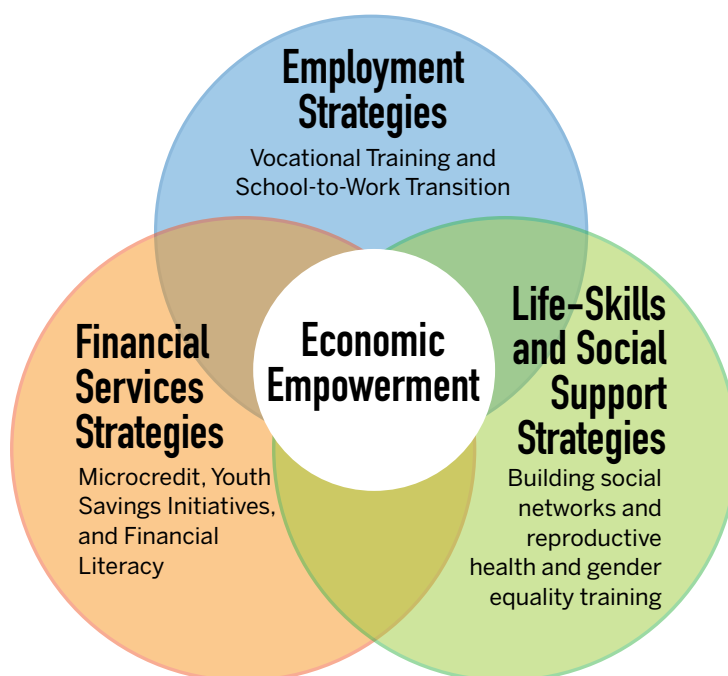 Employment
Strategies
Vocational Training and
School-to-Work Transition
Financial
Services
Strategies
Microcredit, Youth
Savings Initiatives,
and Financial
Literacy
Economic
Empowerment
Life-Skills
and Social
Support
Strategies
Building social
networks and
reproductive
health and gender
equality training